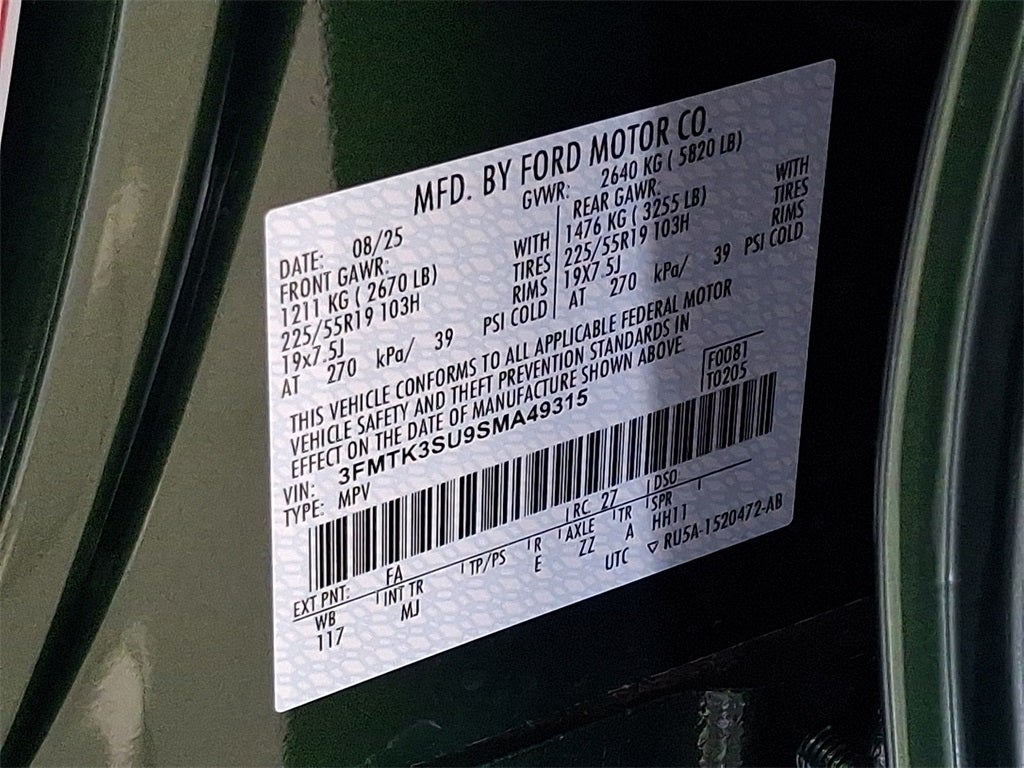 MFD. BY FORD MOTOR CO.
DATE: 08/25 GVWR: 2640 KG ( 5820 LB)
FRONT GAWR: REAR GAWR:
1211 KG ( 2670 LB) WITH 1476 KG ( 3255 LB) WITH
225/55R19 103H TIRES 225/55R19 103H TIRES
19x7.5J RIMS 19X7.5J RIMS
AT 270 kPa/ 39 PSI COLD AT 270 kPa/ 39 PSI COLD
THIS VEHICLE CONFORMS TO ALL APPLICABLE FEDERAL MOTOR
VEHICLE SAFETY AND THEFT PREVENTION STANDARDS IN
EFFECT ON THE DATE OF MANUFACTURE SHOWN ABOVE.
F0081
VIN: 3FMTK3SU9SMA49315
T0205
TYPE: MPV
EXT PNT: FA RC: 27 DSO
WB INT TR TP/PS R AXLE TR SPR
117 MJ E ZZ A HH11
UTC ▽ RU5A-1520472-AB